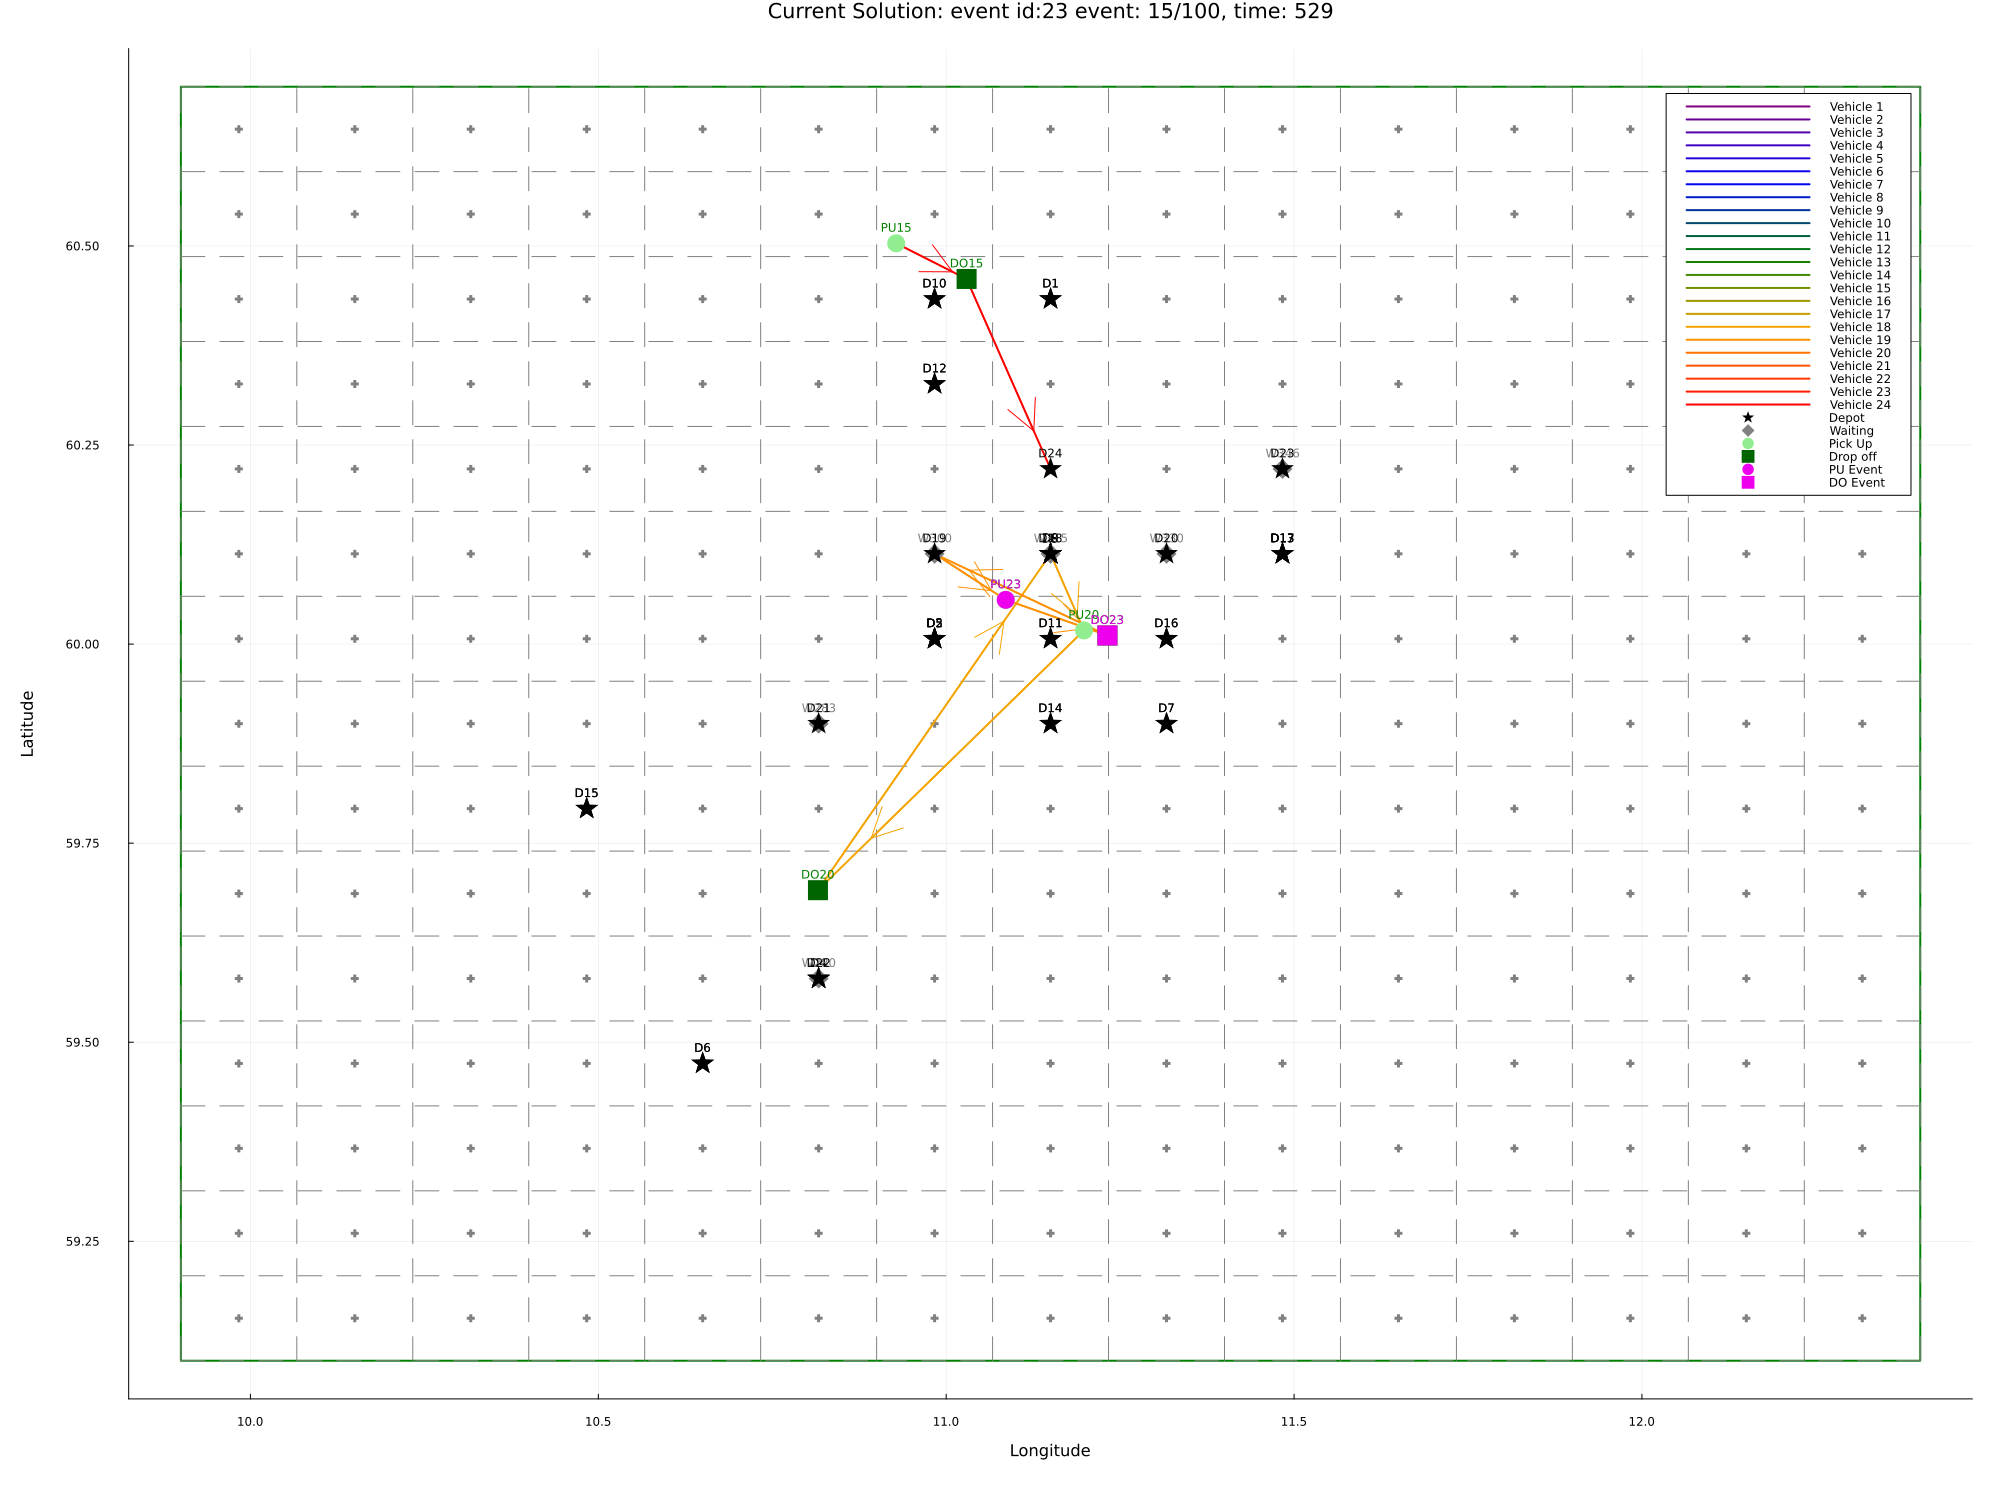 Current Solution: event id:23 event: 15/100, time: 529
Vehicle 1
Vehicle 2
Vehicle 3
Vehicle 4
Vehicle 5
Vehicle 6
Vehicle 7
Vehicle 8
Vehicle 9
Vehicle 10
Vehicle 11
Vehicle 12
Vehicle 13
Vehicle 14
Vehicle 15
Vehicle 16
Vehicle 17
Vehicle 18
Vehicle 19
Vehicle 20
Vehicle 21
Vehicle 22
Vehicle 23
Vehicle 24
Depot
Waiting
Pick Up
Drop off
PU Event
DO Event
PU15
60.50
DO15
D10 D1
D12
60.25
D24 D23
D19 D20
PU23
PU20 DO23
D11 D16
60.00
D21 D14 D7
D15
59.75
DO20
D22
59.50
D6
59.25
10.0 10.5 11.0 11.5 12.0
Longitude
Latitude